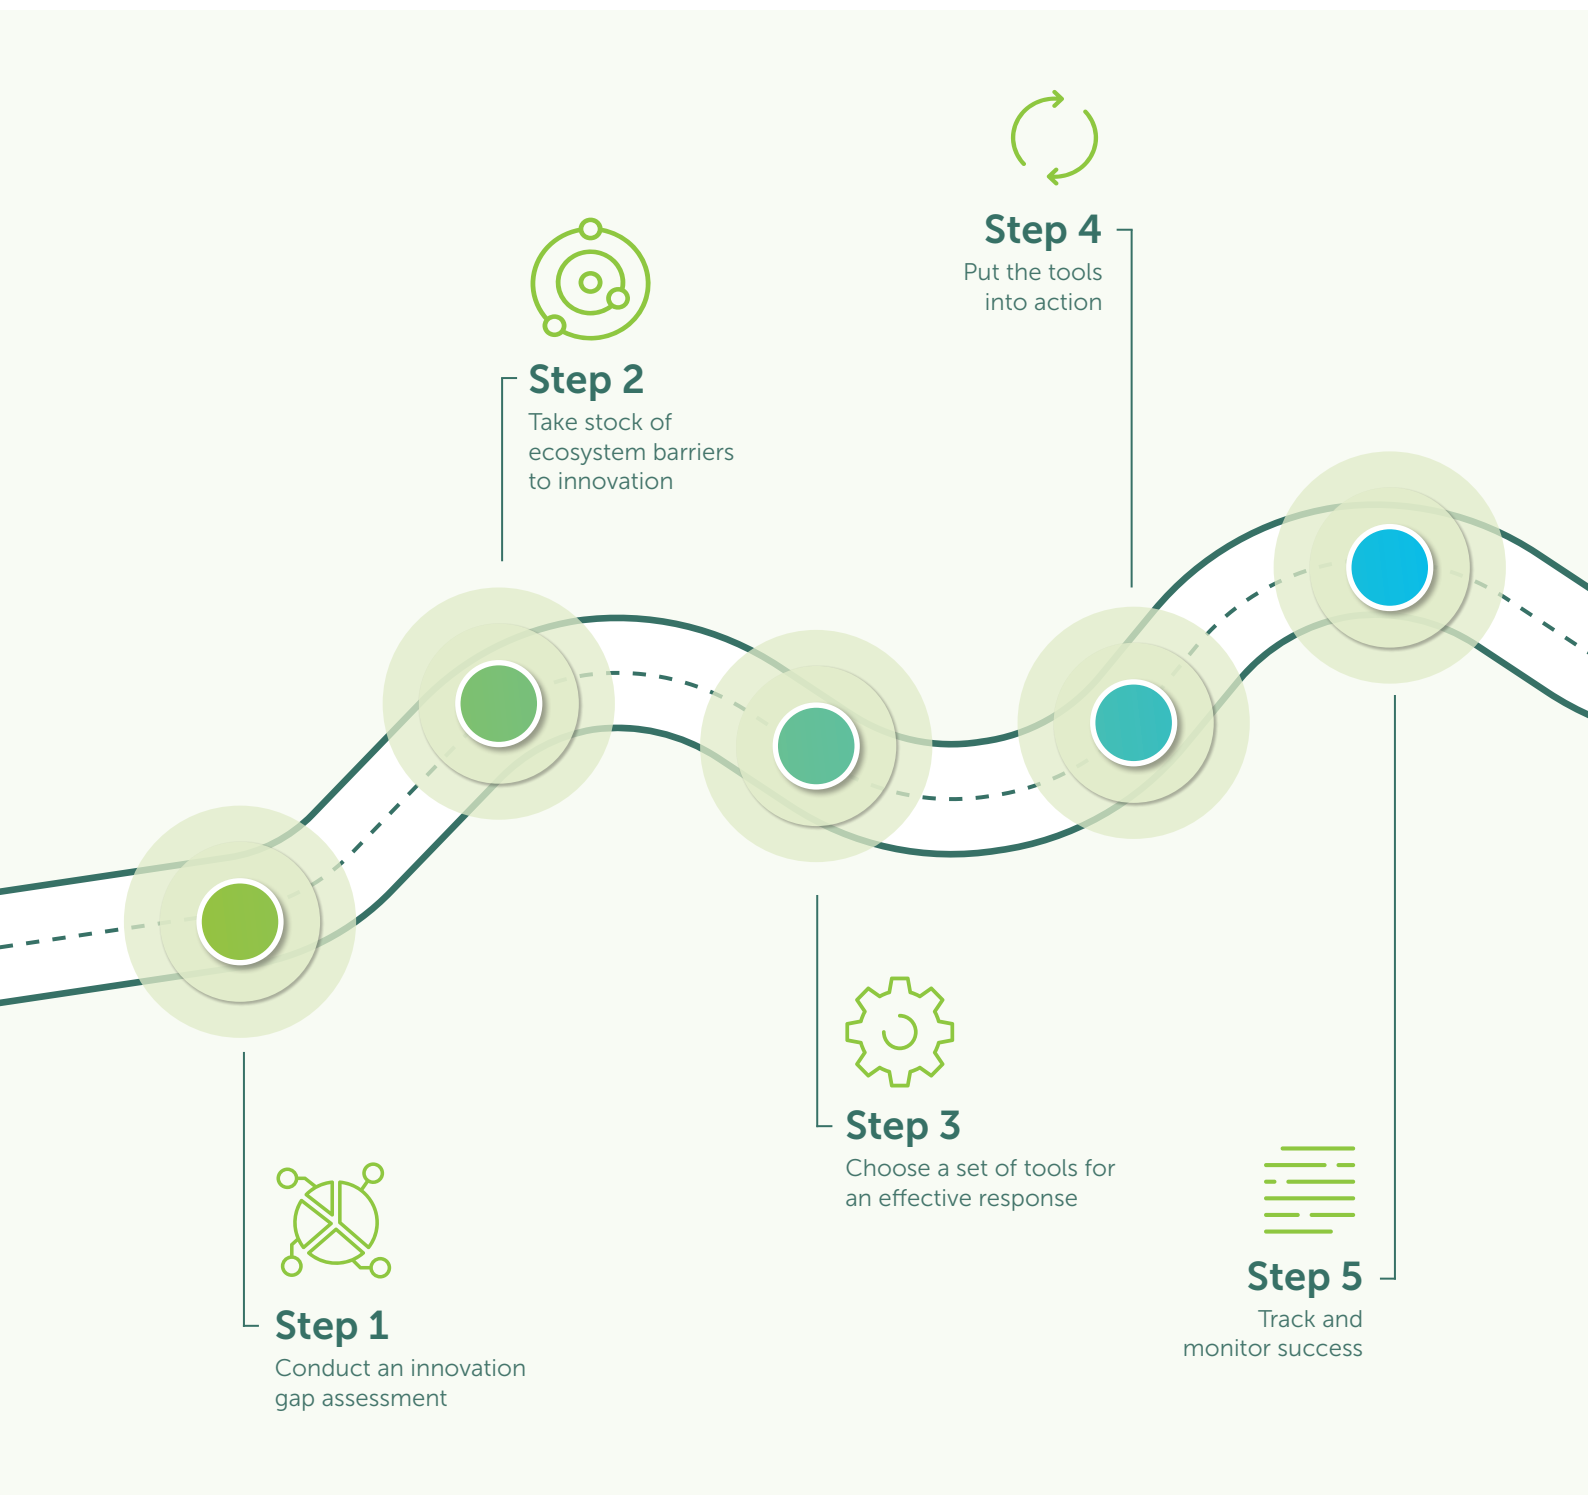 Step 1
Conduct an innovation
gap assessment
Step 2
Take stock of
ecosystem barriers
to innovation
Step 3
Choose a set of tools for
an effective response
Step 4
Put the tools
into action
Step 5
Track and
monitor success